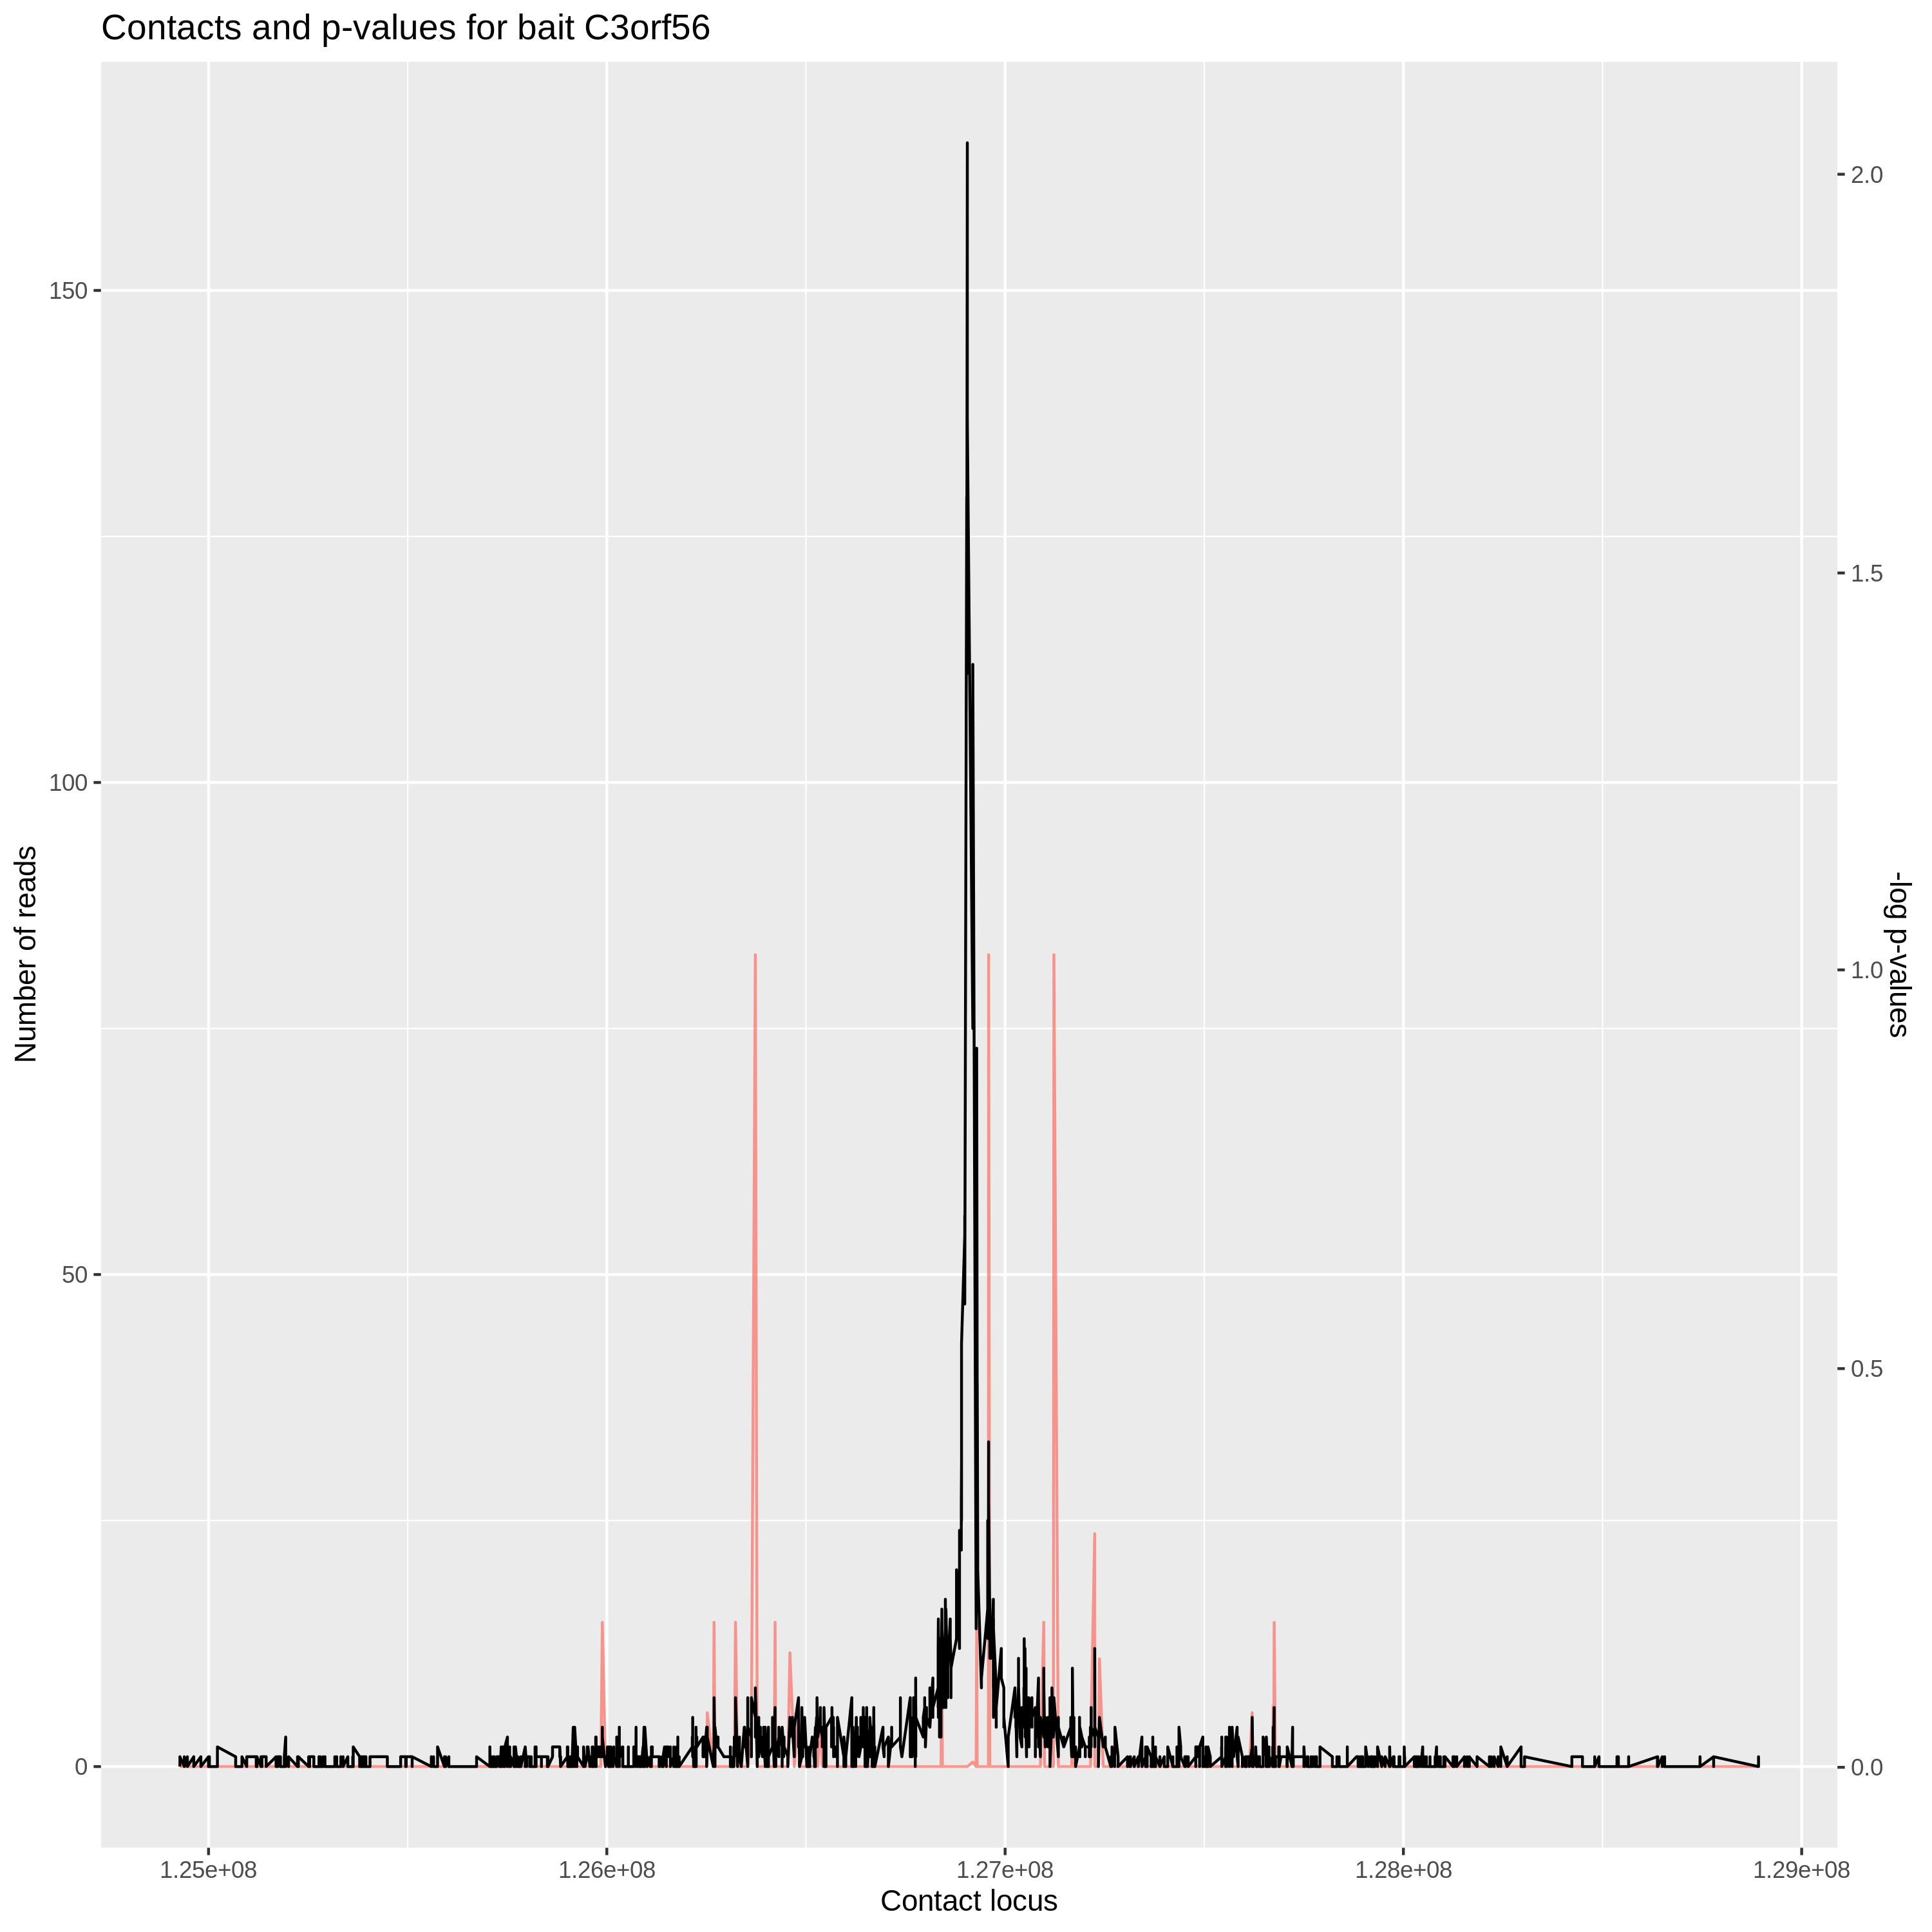 Contacts and p-values for bait C3orf56
Number of reads
150
100
50
0
2.0
1.5
1.0
0.5
0.0
-log p-values
1.25e+08
1.26e+08
1.27e+08
1.28e+08
1.29e+08
Contact locus